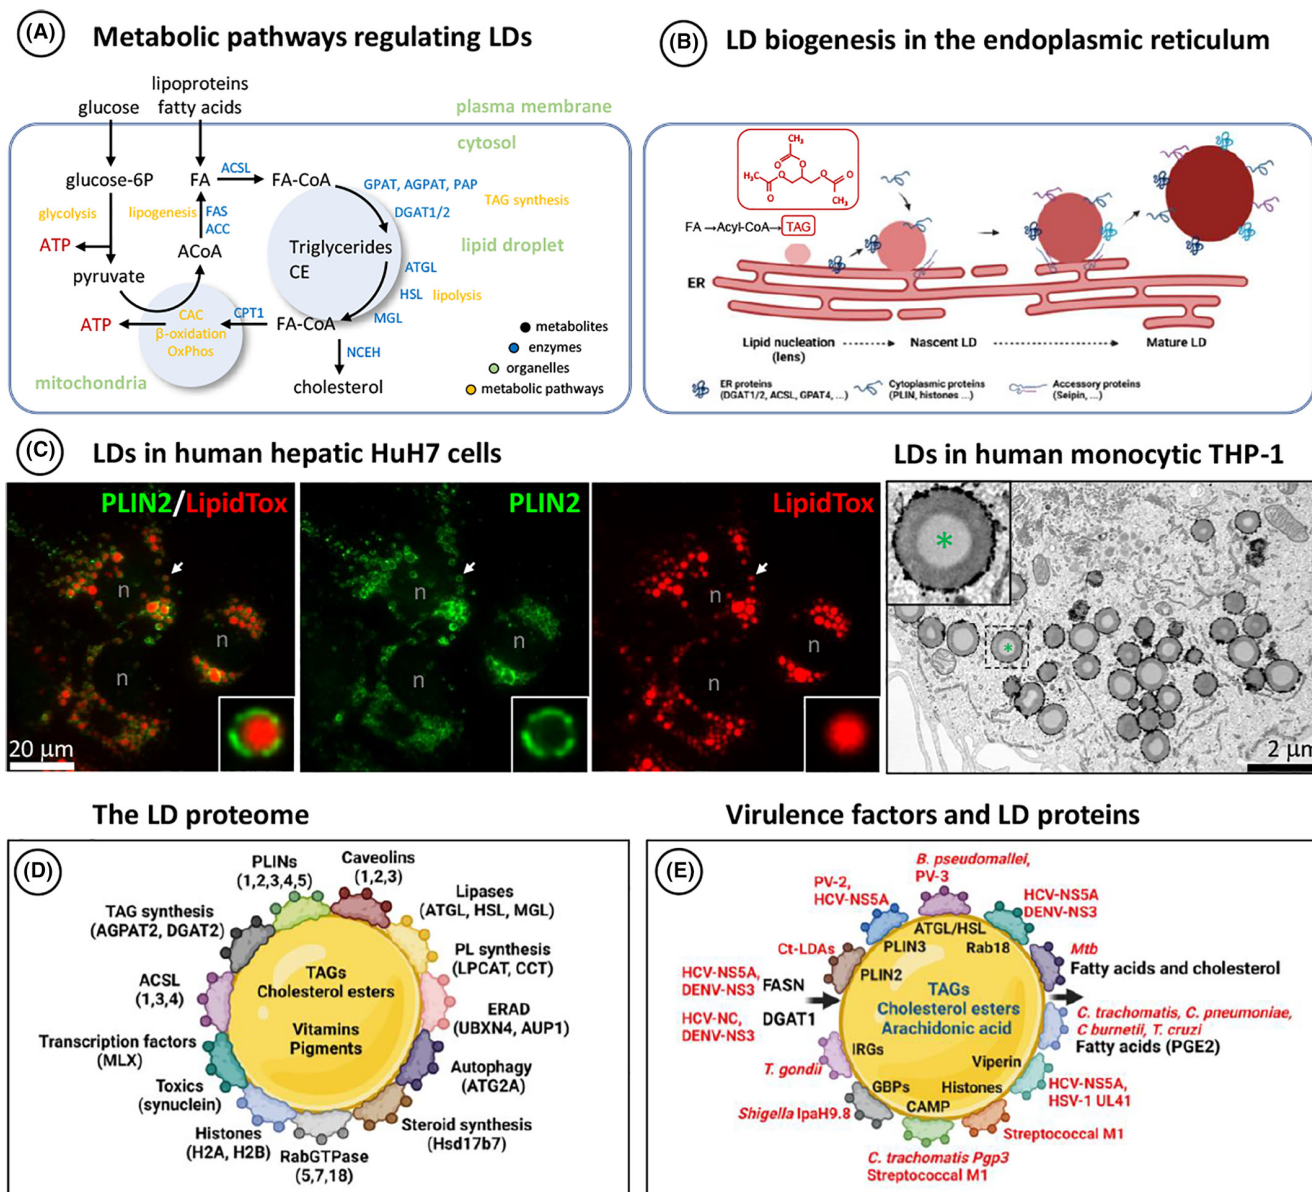 (A)
Metabolic pathways regulating LDs
glucose
lipoproteins
fatty acids
plasma membrane
cytosol
glucose-6P
FA
ACSL
FA-CoA
GPAT, AGPAT, PAP
TAG synthesis
DGAT1/2
glycolysis
lipogenesis
FAS
ACC
ATP
ACoA
pyruvate
Triglycerides
CE
lipid droplet
ATGL
HSL
lipolysis
MGL
ATP
CAC
β-oxidation
OxPhos
CPT1
FA-CoA
NCEH
cholesterol
mitochondria
metabolites
enzymes
organelles
metabolic pathways
(B)
LD biogenesis in the endoplasmic reticulum
CH₃
O
O
H₃C
O
O
O
O
CH₃
FA→Acyl-CoA→TAG
ER
Lipid nucleation
(lens)
Nascent LD
Mature LD
ER proteins
(DGAT1/2, ACSL, GPAT4, ...)
Cytoplasmic proteins
(PLIN, histones ...)
Accessory proteins
(Seipin, ...)
(C)
LDs in human hepatic HuH7 cells
PLIN2/LipidTox
n
n
n
20 µm
PLIN2
n
n
n
LipidTox
n
n
n
LDs in human monocytic THP-1
*
*
2 µm
The LD proteome
(D)
PLINs
(1,2,3,4,5)
Caveolins
(1,2,3)
Lipases
(ATGL, HSL, MGL)
TAG synthesis
(AGPAT2, DGAT2)
PL synthesis
(LPCAT, CCT)
ACSL
(1,3,4)
TAGs
Cholesterol esters
Vitamins
Pigments
ERAD
(UBXN4, AUP1)
Transcription factors
(MLX)
Autophagy
(ATG2A)
Toxics
(synuclein)
Steroid synthesis
(Hsd17b7)
Histones
(H2A, H2B)
RabGTPase
(5,7,18)
Virulence factors and LD proteins
(E)
B. pseudomallei,
PV-3
PV-2,
HCV-NS5A
HCV-NS5A
DENV-NS3
ATGL/HSL
PLIN3
Rab18
Ct-LDAs
PLIN2
Mtb
Fatty acids and cholesterol
HCV-NS5A,
DENV-NS3
FASN
HCV-NC,
DENV-NS3
DGAT1
TAGs
Cholesterol esters
Arachidonic acid
C. trachomatis, C. pneumoniae,
C burnetii, T. cruzi
Fatty acids (PGE2)
IRGs
Viperin
T. gondii
GBPs
Histones
HCV-NS5A,
HSV-1 UL41
CAMP
Shigella IpaH9.8
Streptococcal M1
C. trachomatis Pgp3
Streptococcal M1